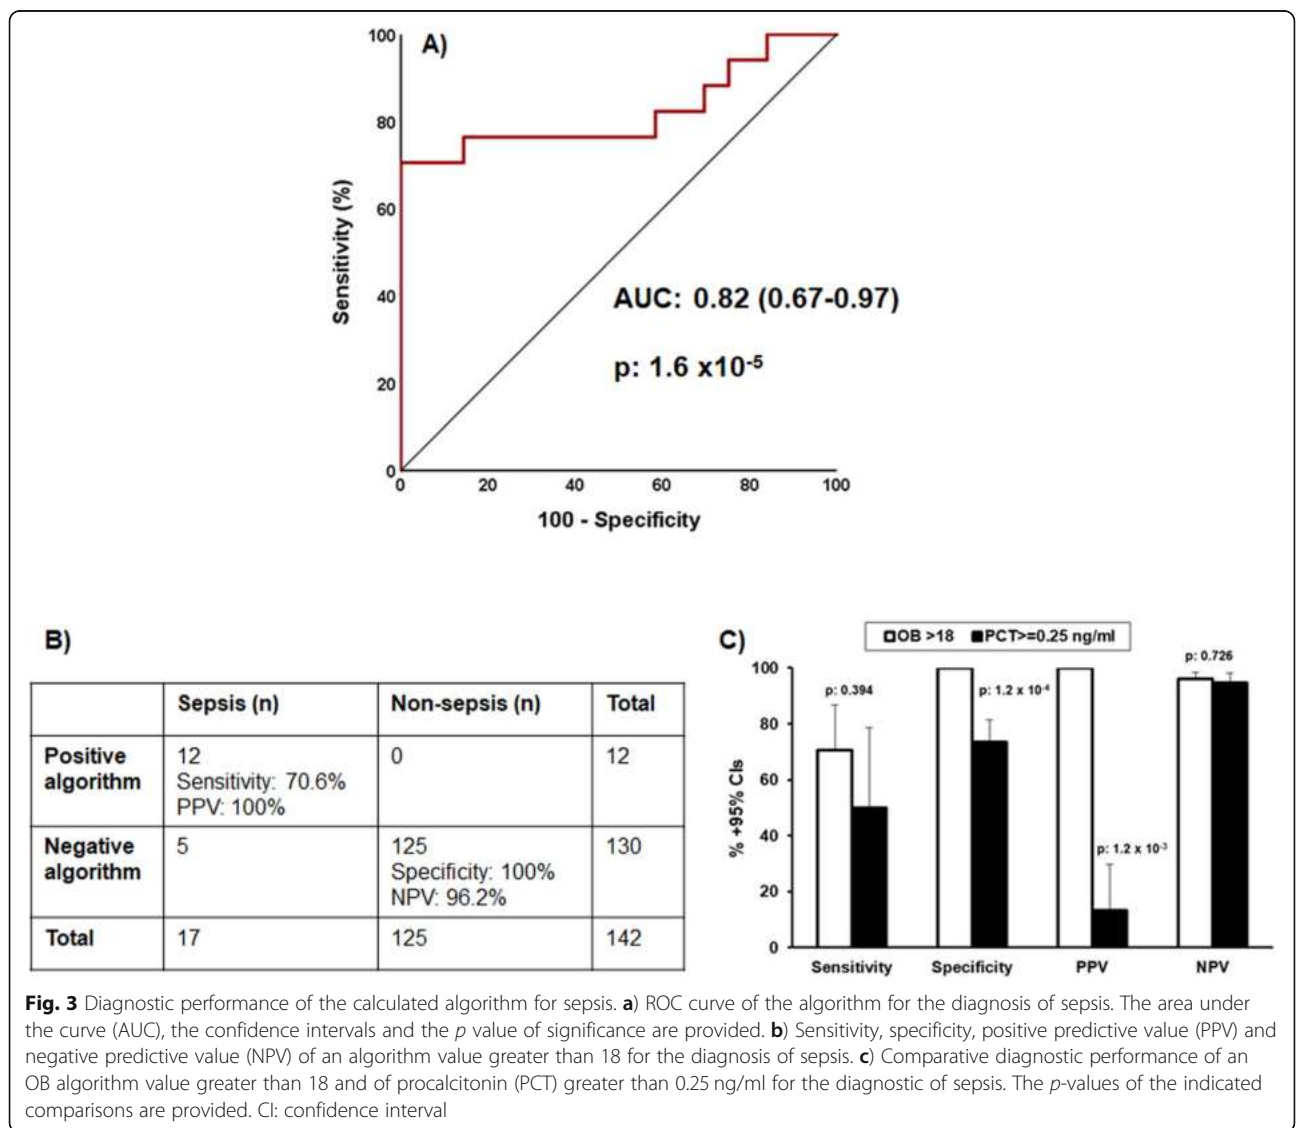 A)
100
80
60
40
20
0
Sensitivity (%)
AUC: 0.82 (0.67-0.97)
p: 1.6 x10⁻⁵
0 20 40 60 80 100
100 - Specificity
B)
Sepsis (n) Non-sepsis (n) Total
Positive algorithm
12
Sensitivity: 70.6%
PPV: 100%
0
12
Negative algorithm
5
125
Specificity: 100%
NPV: 96.2%
130
Total 17 125 142
C)
OB >18 PCT>=0.25 ng/ml
% +95% CIs
100
80
60
40
20
0
p: 0.394
p: 1.2 x 10⁻⁴
p: 1.2 x 10⁻³
p: 0.726
Sensitivity Specificity PPV NPV
Fig. 3 Diagnostic performance of the calculated algorithm for sepsis. a) ROC curve of the algorithm for the diagnosis of sepsis. The area under
the curve (AUC), the confidence intervals and the p value of significance are provided. b) Sensitivity, specificity, positive predictive value (PPV) and
negative predictive value (NPV) of an algorithm value greater than 18 for the diagnosis of sepsis. c) Comparative diagnostic performance of an
OB algorithm value greater than 18 and of procalcitonin (PCT) greater than 0.25 ng/ml for the diagnostic of sepsis. The p-values of the indicated
comparisons are provided. CI: confidence interval